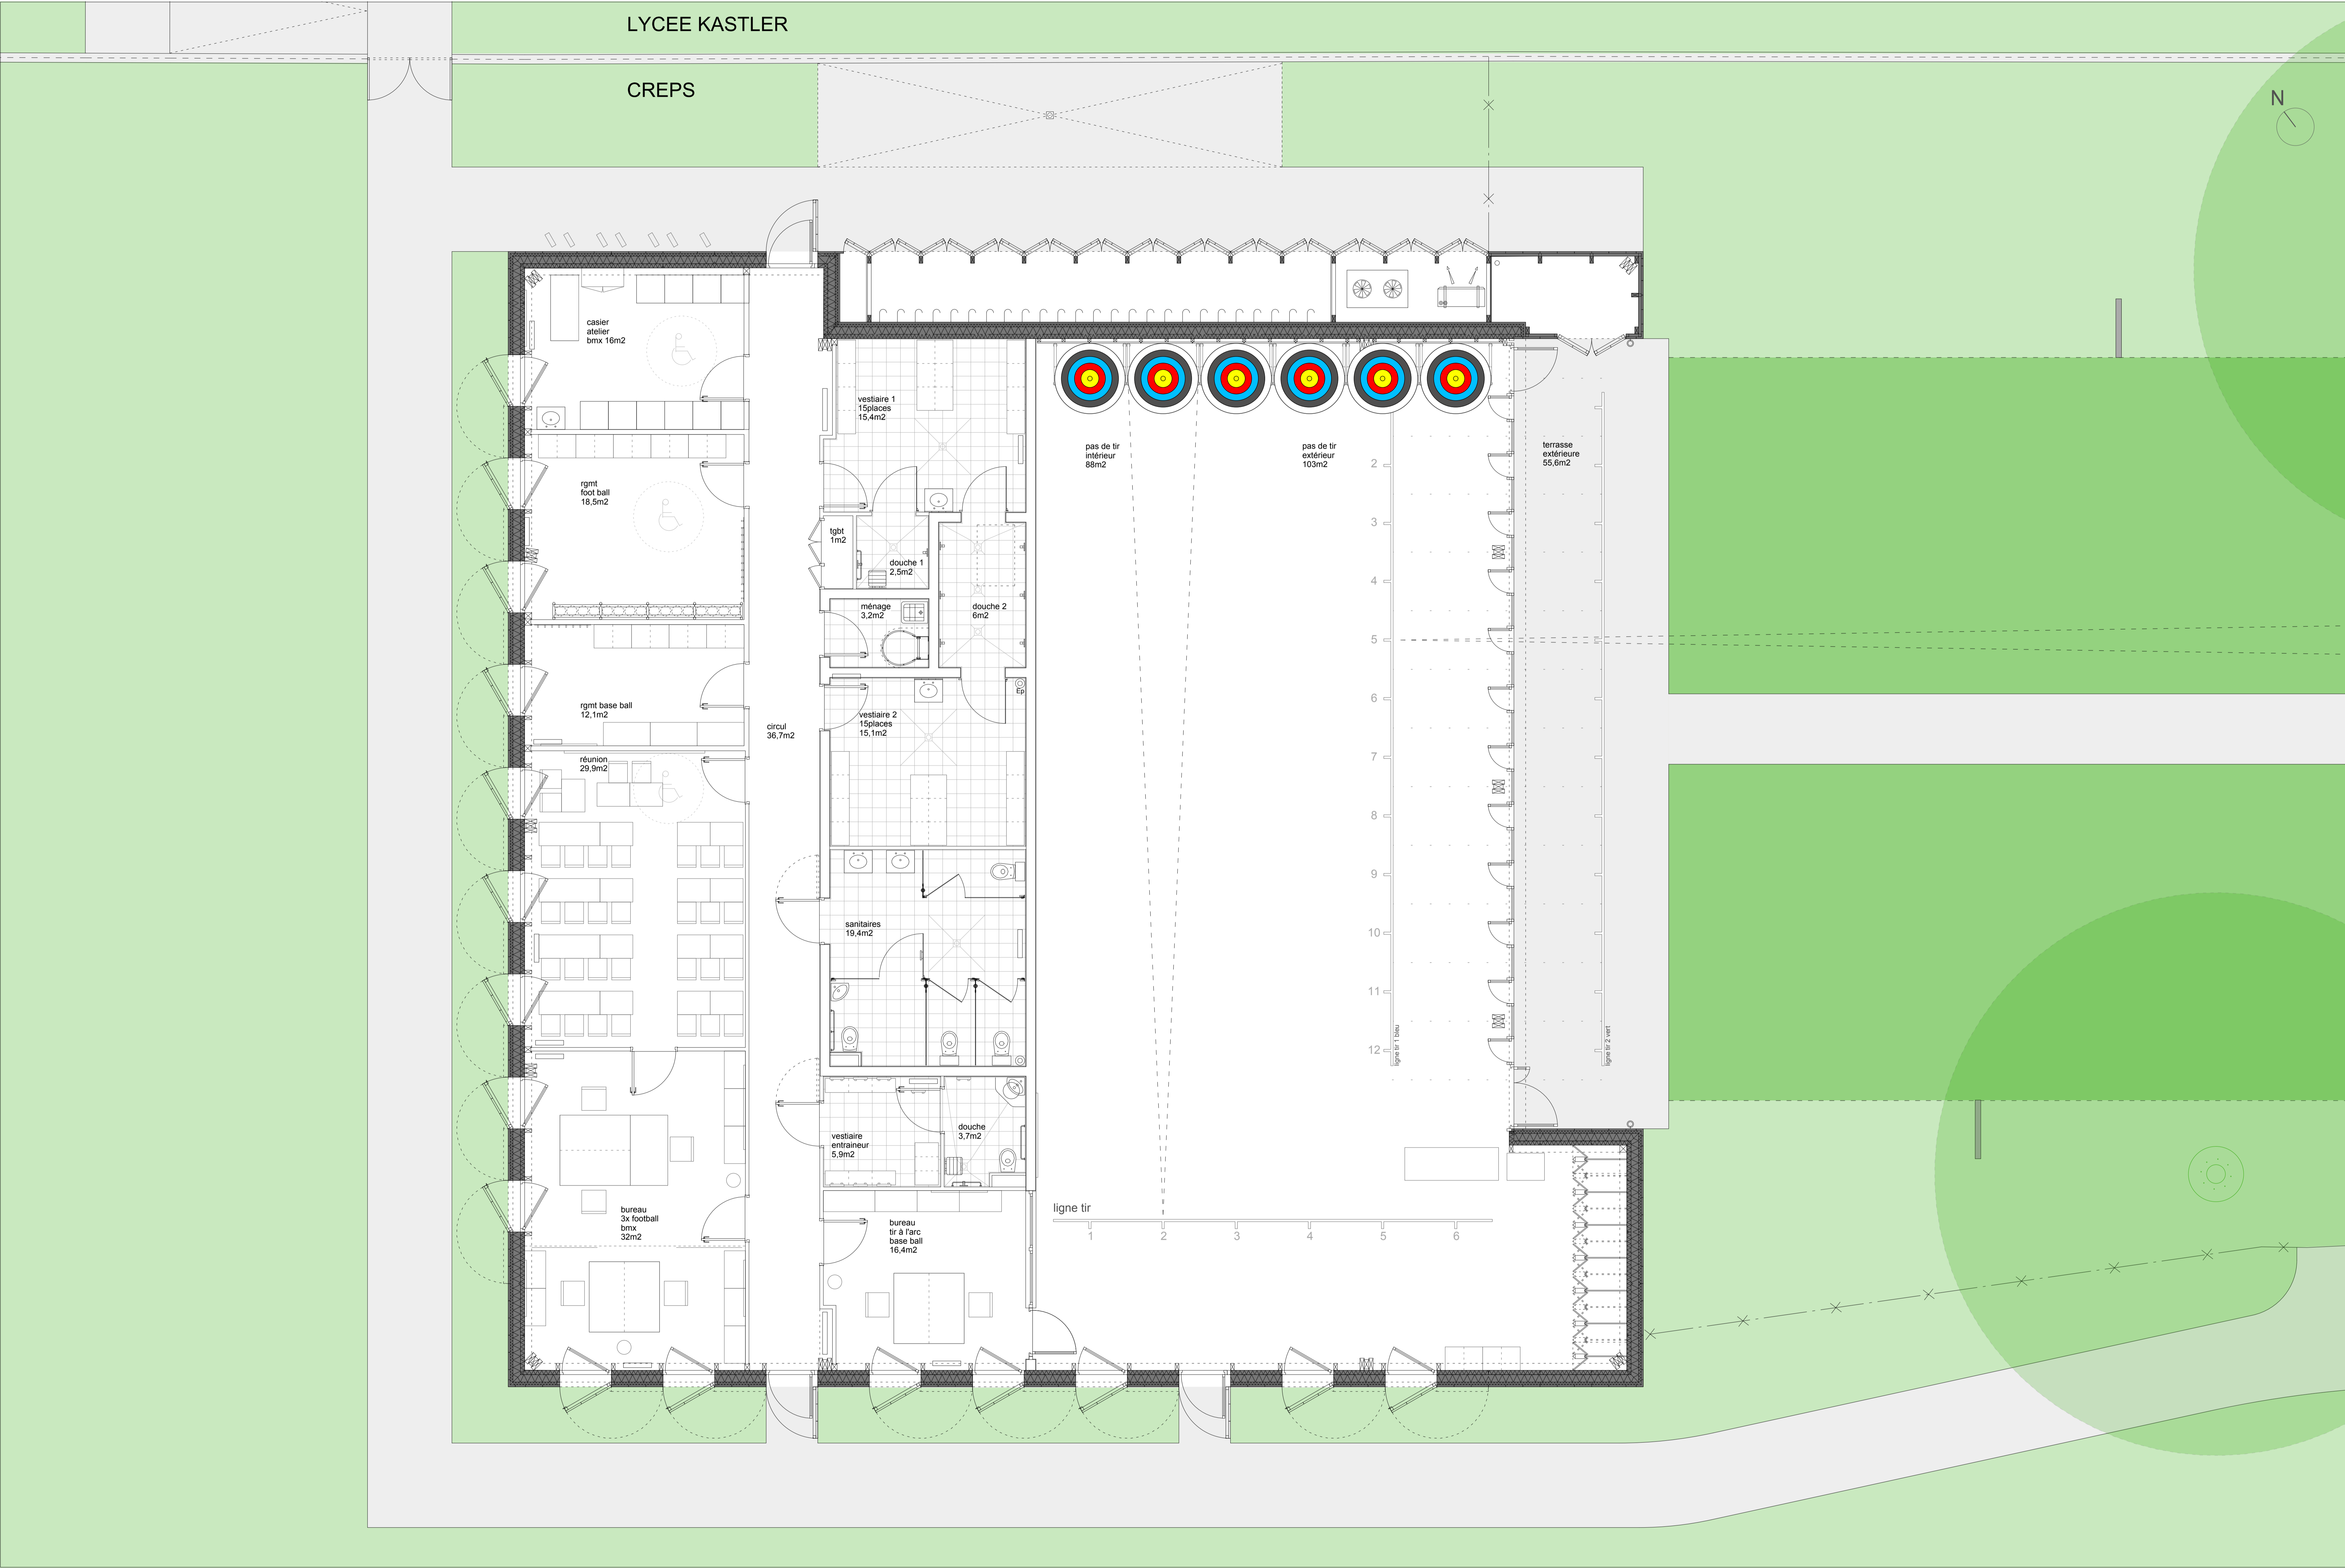 LYCEE KASTLER
CREPS
N
casier
atelier
bmx 16m2
vestiaire 1
15places
15,4m2
pas de tir
intérieur
88m2
pas de tir
extérieur
103m2
terrasse
extérieure
55,6m2
rgmt
foot ball
18,5m2
tgbt
1m2
douche 1
2,5m2
ménage
3,2m2
douche 2
6m2
rgmt base ball
12,1m2
circul
36,7m2
vestiaire 2
15places
15,1m2
Ep
réunion
29,9m2
sanitaires
19,4m2
vestiaire
entraineur
5,9m2
douche
3,7m2
bureau
3x football
bmx
32m2
bureau
tir à l'arc
base ball
16,4m2
2
3
4
5
6
7
8
9
10
11
12
ligne tir 1 bleu
ligne tir 2 vert
ligne tir
1
2
3
4
5
6